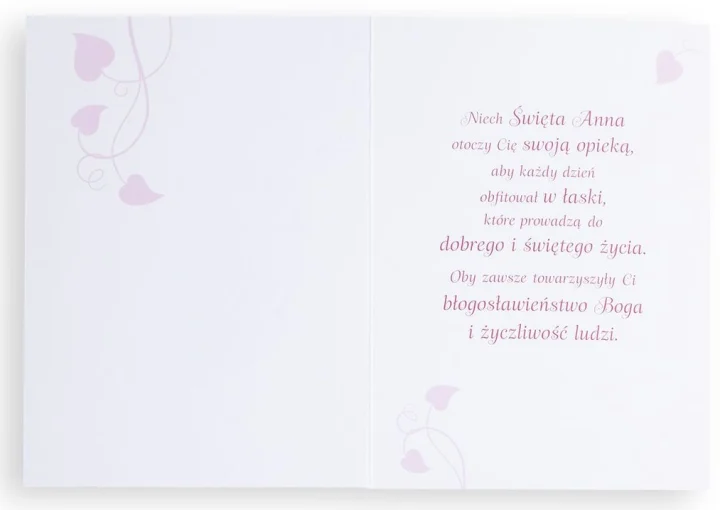 Niech Święta Anna
otoczy Cię swoją opieką,
aby każdy dzień
obfitował w łaski,
które prowadzą do
dobrego i świętego życia.
Oby zawsze towarzyszyły Ci
błogosławieństwo Boga
i życzliwość ludzi.